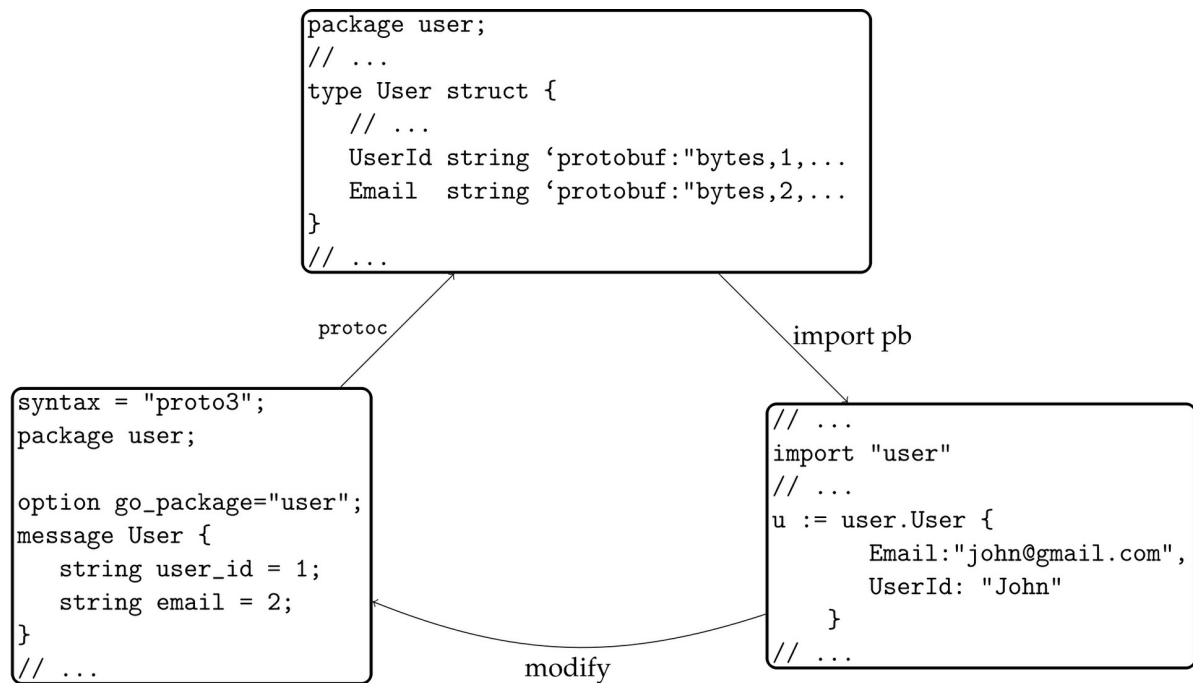 package user;
// ...
type User struct {
// ...
UserId string ‘protobuf:"bytes,1,...
Email string ‘protobuf:"bytes,2,...
}
// ...
protoc
import pb
syntax = "proto3";
package user;
option go_package="user";
message User {
string user_id = 1;
string email = 2;
}
// ...
// ...
import "user"
// ...
u := user.User {
Email:"john@gmail.com",
UserId: "John"
}
// ...
modify